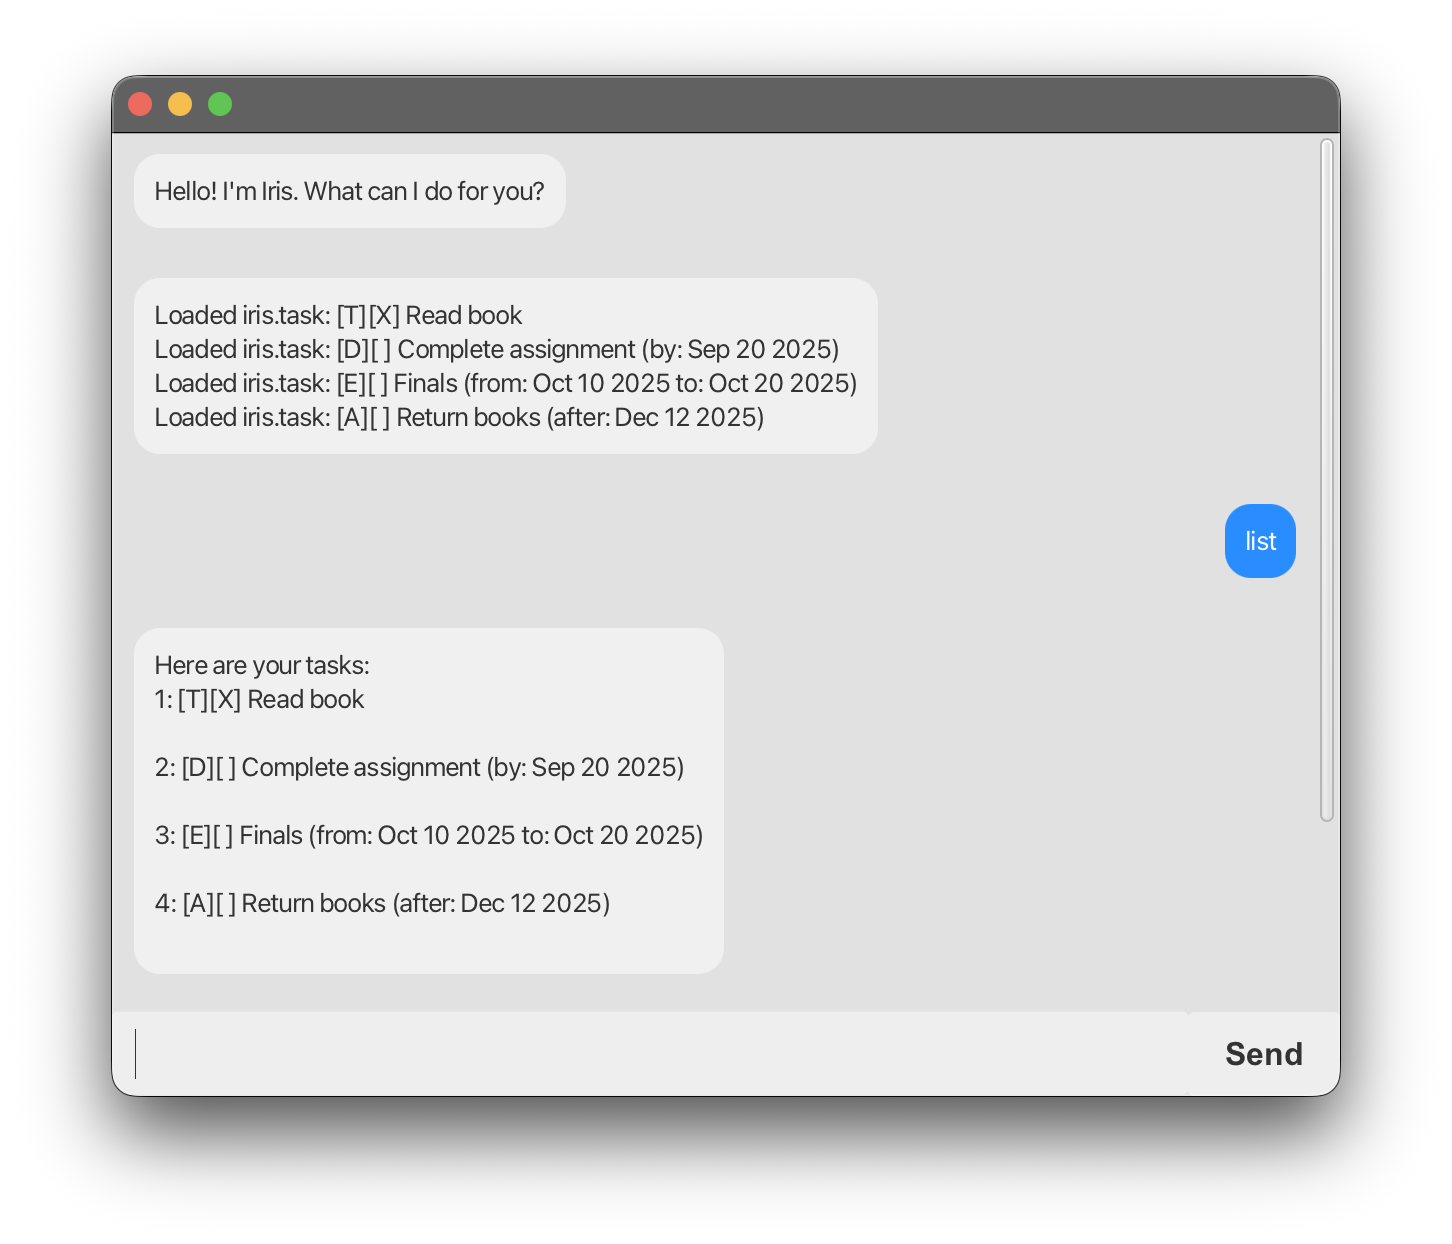 Hello! I'm Iris. What can I do for you?
Loaded iris.task: [T][X] Read book
Loaded iris.task: [D][ ] Complete assignment (by: Sep 20 2025)
Loaded iris.task: [E][ ] Finals (from: Oct 10 2025 to: Oct 20 2025)
Loaded iris.task: [A][ ] Return books (after: Dec 12 2025)
list
Here are your tasks:
1: [T][X] Read book
2: [D][ ] Complete assignment (by: Sep 20 2025)
3: [E][ ] Finals (from: Oct 10 2025 to: Oct 20 2025)
4: [A][ ] Return books (after: Dec 12 2025)
Send